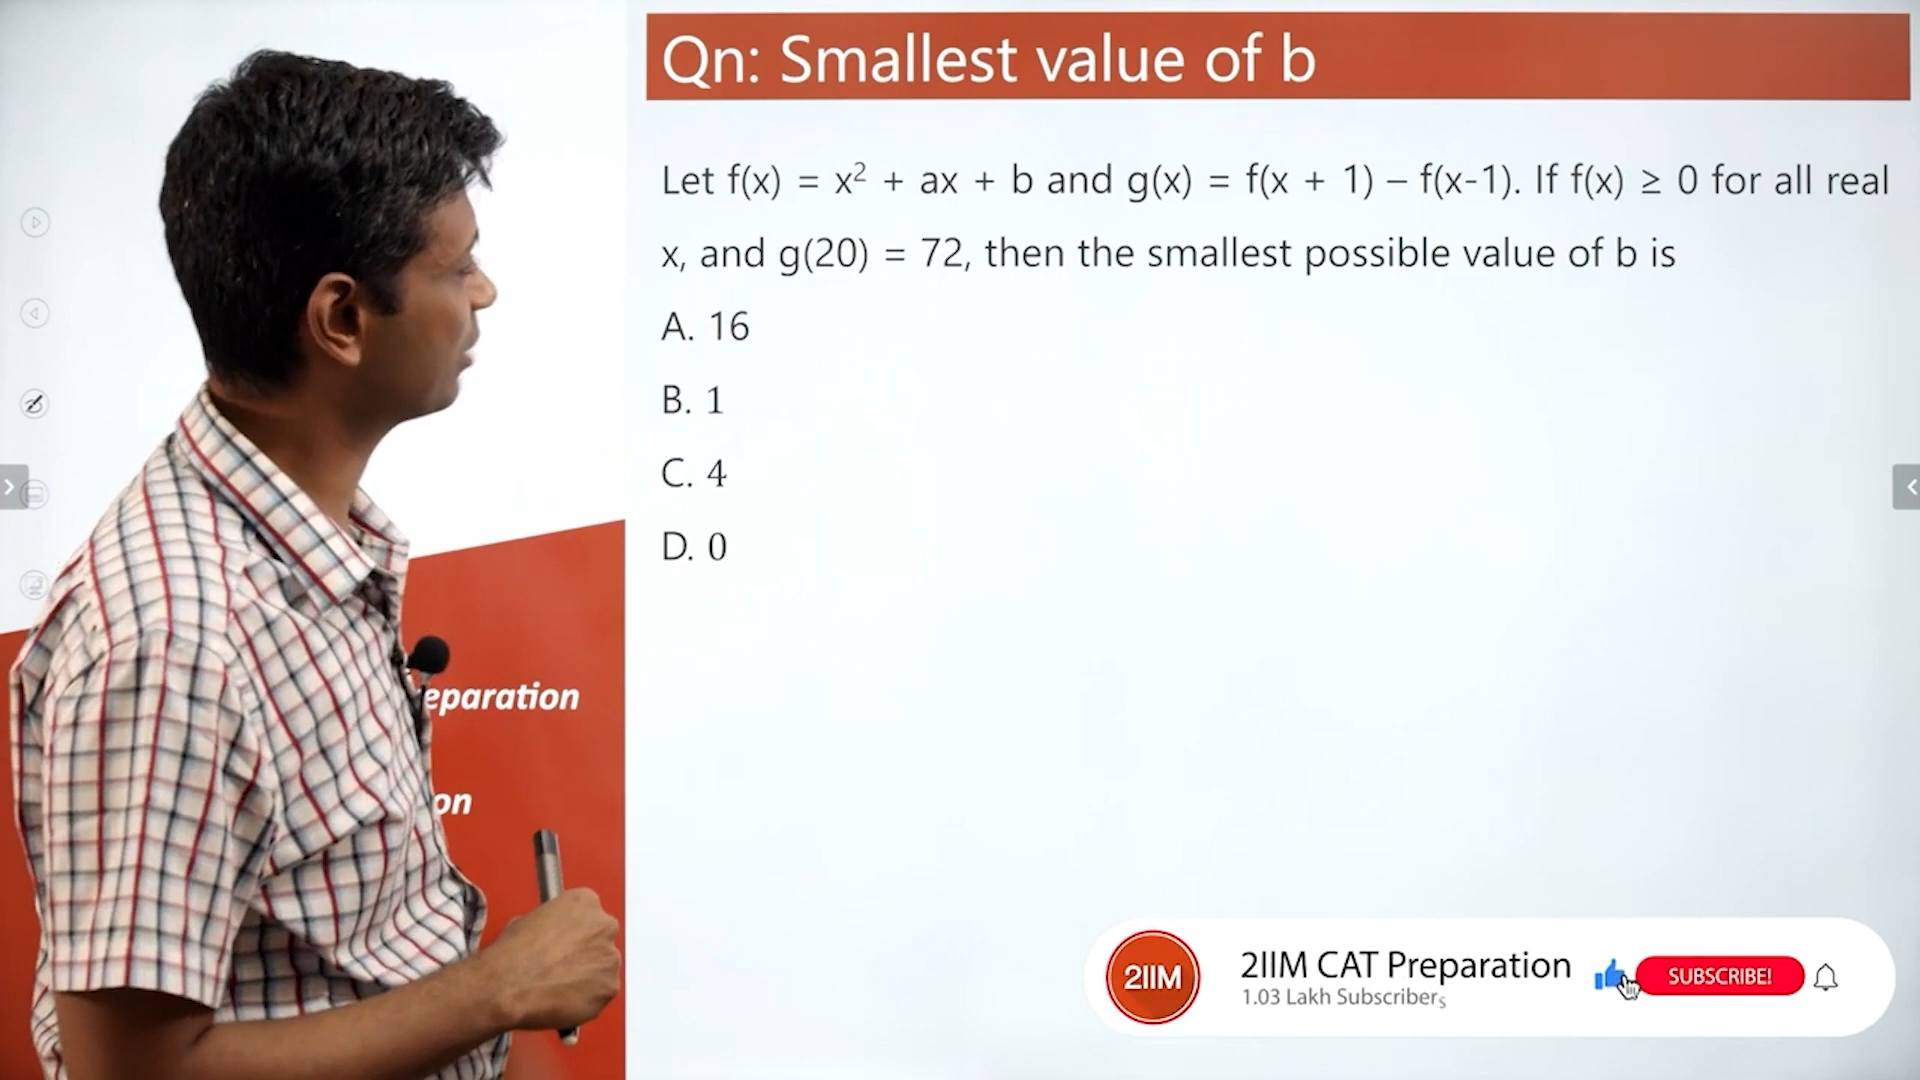 Qn: Smallest value of b
Let f(x) = x² + ax + b and g(x) = f(x + 1) – f(x-1). If f(x) ≥ 0 for all real
x, and g(20) = 72, then the smallest possible value of b is
A. 16
B. 1
C. 4
D. 0
eparation
on
2IIM
2IIM CAT Preparation
1.03 Lakh Subscribers
SUBSCRIBE!